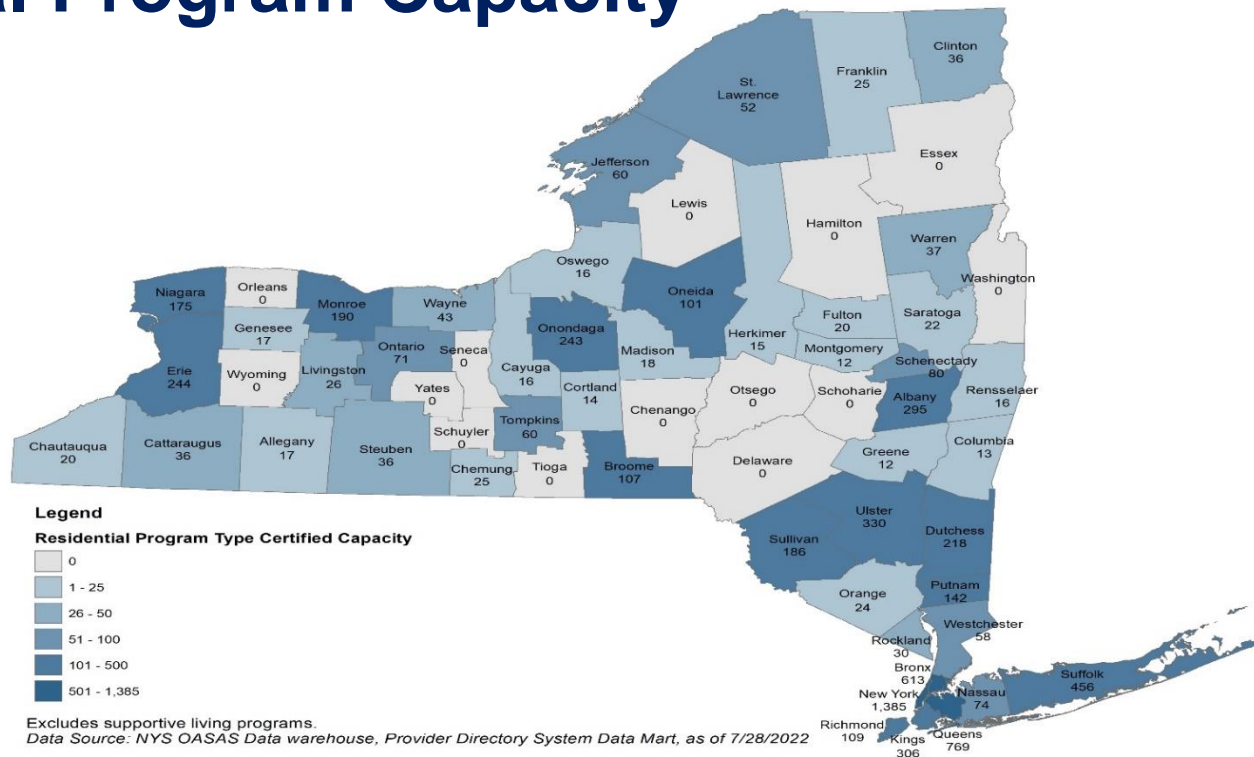 Program Capacity
Clinton
36
Franklin
25
St.
Lawrence
52
Essex
0
Jefferson
60
Lewis
0
Hamilton
0
Warren
37
Washington
0
Oswego
16
Oneida
101
Herkimer
15
Fulton
20
Saratoga
22
Montgomery
12
Schenectady
80
Niagara
175
Orleans
0
Monroe
190
Wayne
43
Genesee
17
Ontario
71
Seneca
0
Onondaga
243
Madison
18
Cayuga
16
Erie
244
Wyoming
0
Livingston
26
Yates
0
Cortland
14
Otsego
0
Schoharie
0
Albany
295
Rensselaer
16
Chenango
0
Tompkins
60
Schuyler
0
Chautauqua
20
Cattaraugus
36
Allegany
17
Steuben
36
Chemung
25
Tioga
0
Broome
107
Delaware
0
Greene
12
Columbia
13
Ulster
330
Dutchess
218
Sullivan
186
Putnam
142
Orange
24
Westchester
58
Rockland
30
Bronx
613
New York
1,385
Nassau
74
Suffolk
456
Richmond
109
Kings
306
Queens
769
Legend
Residential Program Type Certified Capacity
0
1 - 25
26 - 50
51 - 100
101 - 500
501 - 1,385
Excludes supportive living programs.
Data Source: NYS OASAS Data warehouse, Provider Directory System Data Mart, as of 7/28/2022